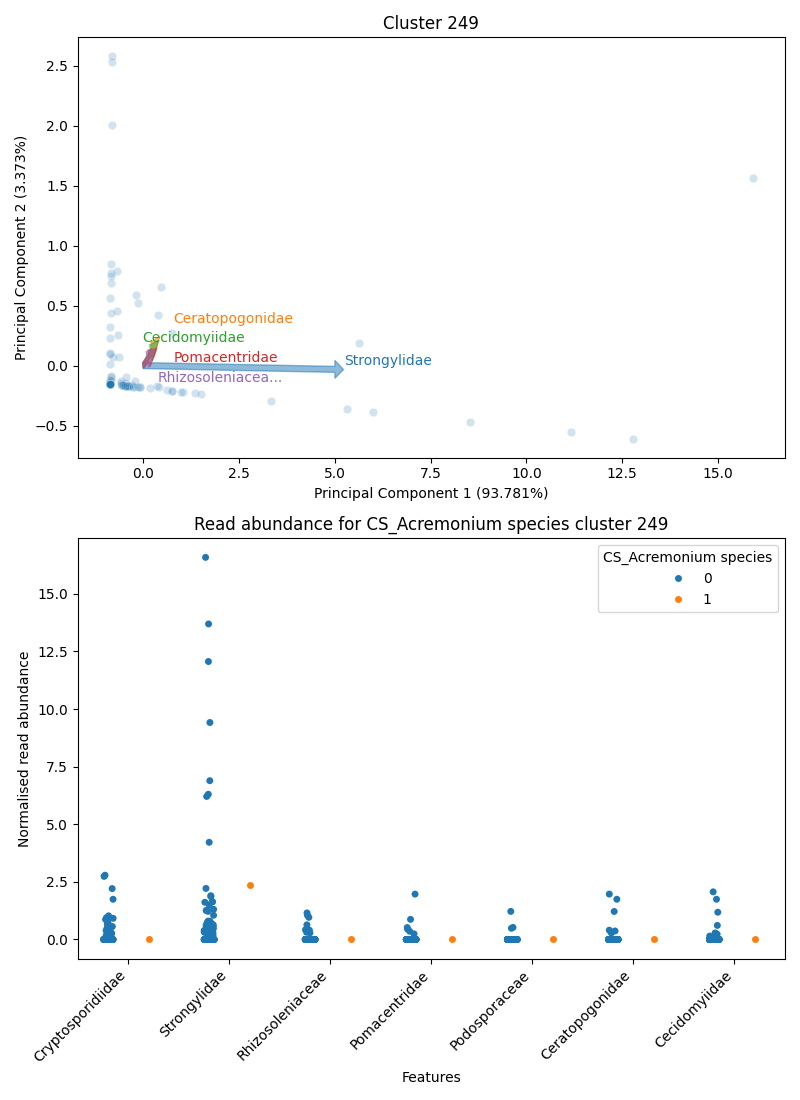 Cluster 249
2.5
2.0
1.5
1.0
0.5
0.0
−0.5
Principal Component 2 (3.373%)
Ceratopogonidae
Cecidomyiidae
Pomacentridae
Strongylidae
Rhizosoleniacea...
0.0 2.5 5.0 7.5 10.0 12.5 15.0
Principal Component 1 (93.781%)
Read abundance for CS_Acremonium species cluster 249
CS_Acremonium species
0
1
15.0
12.5
10.0
7.5
5.0
2.5
0.0
Normalised read abundance
Cryptosporidiidae
Strongylidae
Rhizosoleniaceae
Pomacentridae
Podosporaceae
Ceratopogonidae
Cecidomyiidae
Features